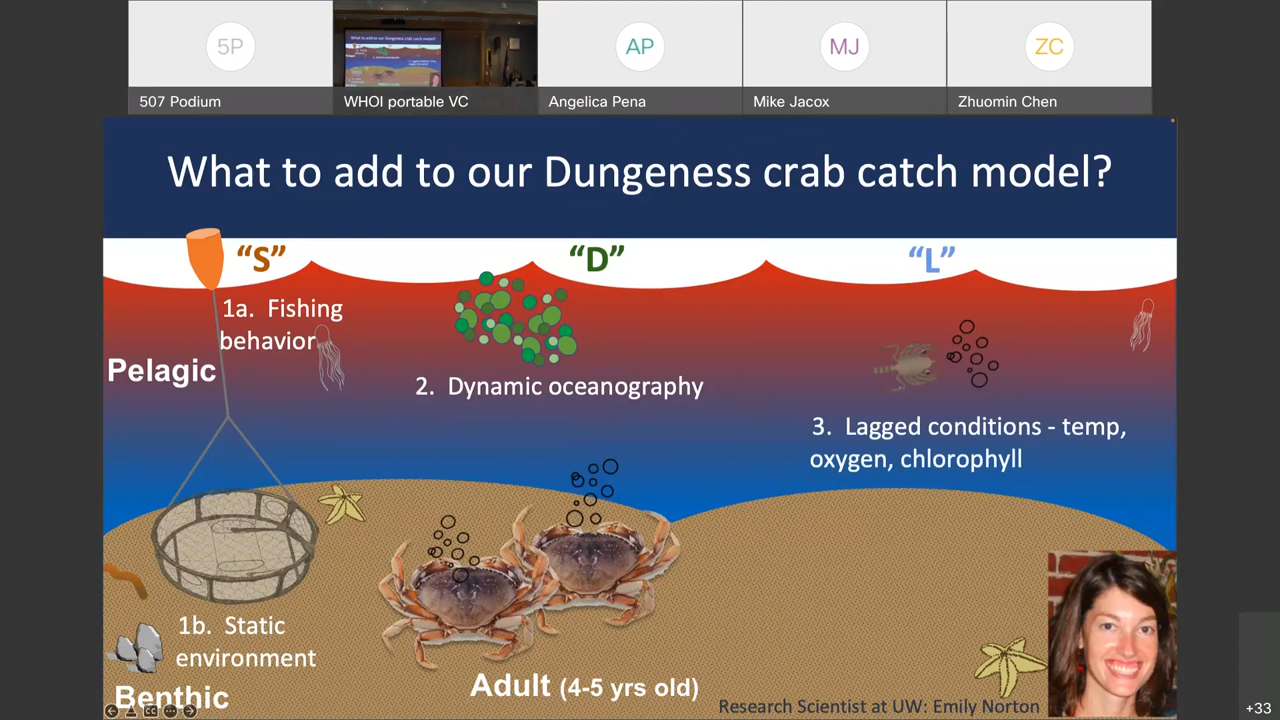 5P
AP
MJ
ZC
507 Podium
WHOI portable VC
Angelica Pena
Mike Jacox
Zhuomin Chen
What to add to our Dungeness crab catch model?
“S”
“D”
“L”
1a. Fishing
behavior
Pelagic
2. Dynamic oceanography
3. Lagged conditions - temp,
oxygen, chlorophyll
1b. Static
environment
Benthic
Adult (4-5 yrs old)
Research Scientist at UW: Emily Norton
+33